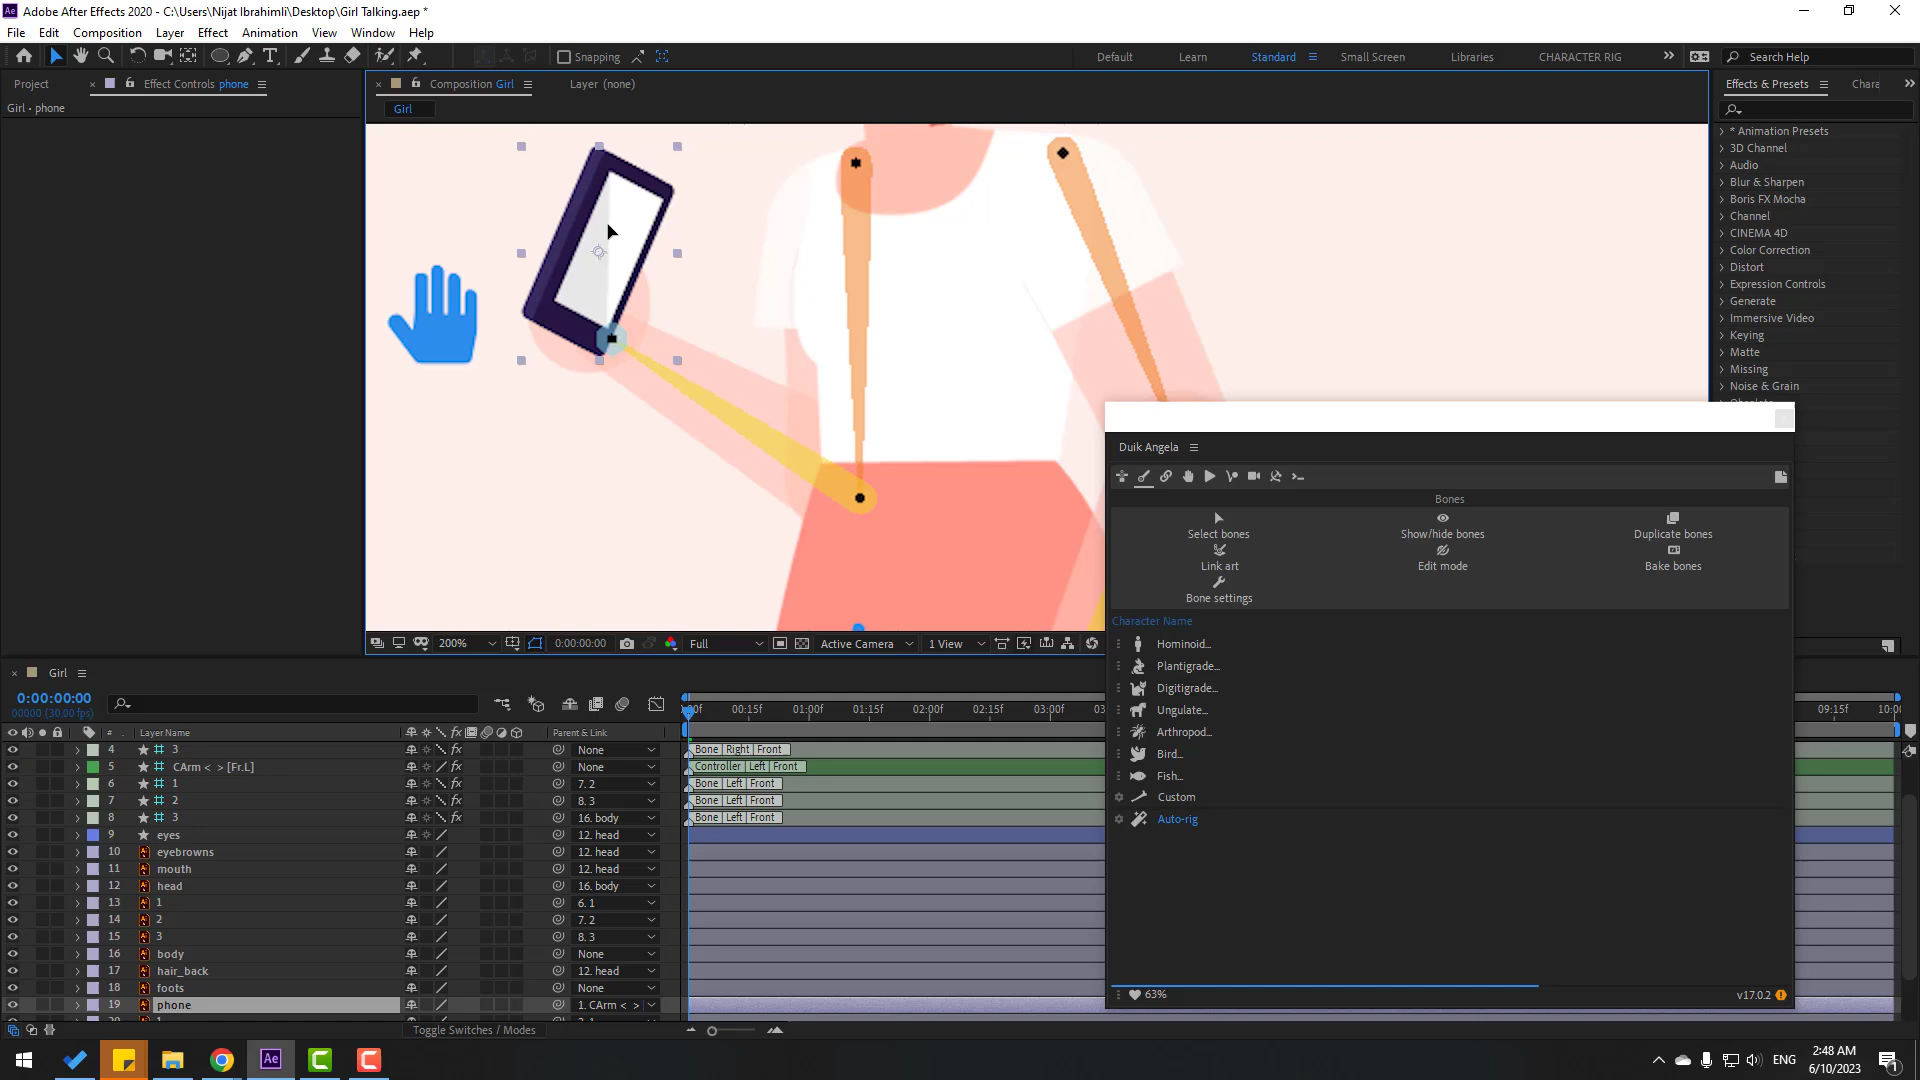 Adobe After Effects 2020 - C:\Users\Nijat Ibrahimli\Desktop\Girl Talking.aep *
File Edit Composition Layer Effect Animation View Window Help
Snapping Default Learn Standard Small Screen Libraries CHARACTER RIG Search Help
Project Effect Controls phone Composition Girl Layer (none) Effects & Presets Chara
Girl • phone
Girl
* Animation Presets
3D Channel
Audio
Blur & Sharpen
Boris FX Mocha
Channel
CINEMA 4D
Color Correction
Distort
Expression Controls
Generate
Immersive Video
Keying
Matte
Missing
Noise & Grain
Duik Angela
Bones
Select bones Show/hide bones Duplicate bones
Link art Edit mode Bake bones
Bone settings
Character Name
Hominoid...
Plantigrade...
Digitigrade...
Ungulate...
Arthropod...
Bird...
Fish...
Custom
Auto-rig
63% v17.0.2
200% 0:00:00:00 Full Active Camera 1 View
Girl
0:00:00:00
00000 (30.00 fps)
:00f 00:15f 01:00f 01:15f 02:00f 02:15f 03:00f 03 09:15f 10:00
# Layer Name Parent & Link
4 3 None Bone | Right | Front
5 CArm < > [Fr.L] None Controller | Left | Front
6 1 7. 2 Bone | Left | Front
7 2 8. 3 Bone | Left | Front
8 3 16. body Bone | Left | Front
9 eyes 12. head
10 eyebrowns 12. head
11 mouth 12. head
12 head 16. body
13 1 6. 1
14 2 7. 2
15 3 8. 3
16 body None
17 hair_back 12. head
18 foots None
19 phone 1. CArm < >
Toggle Switches / Modes
ENG 2:48 AM
6/10/2023